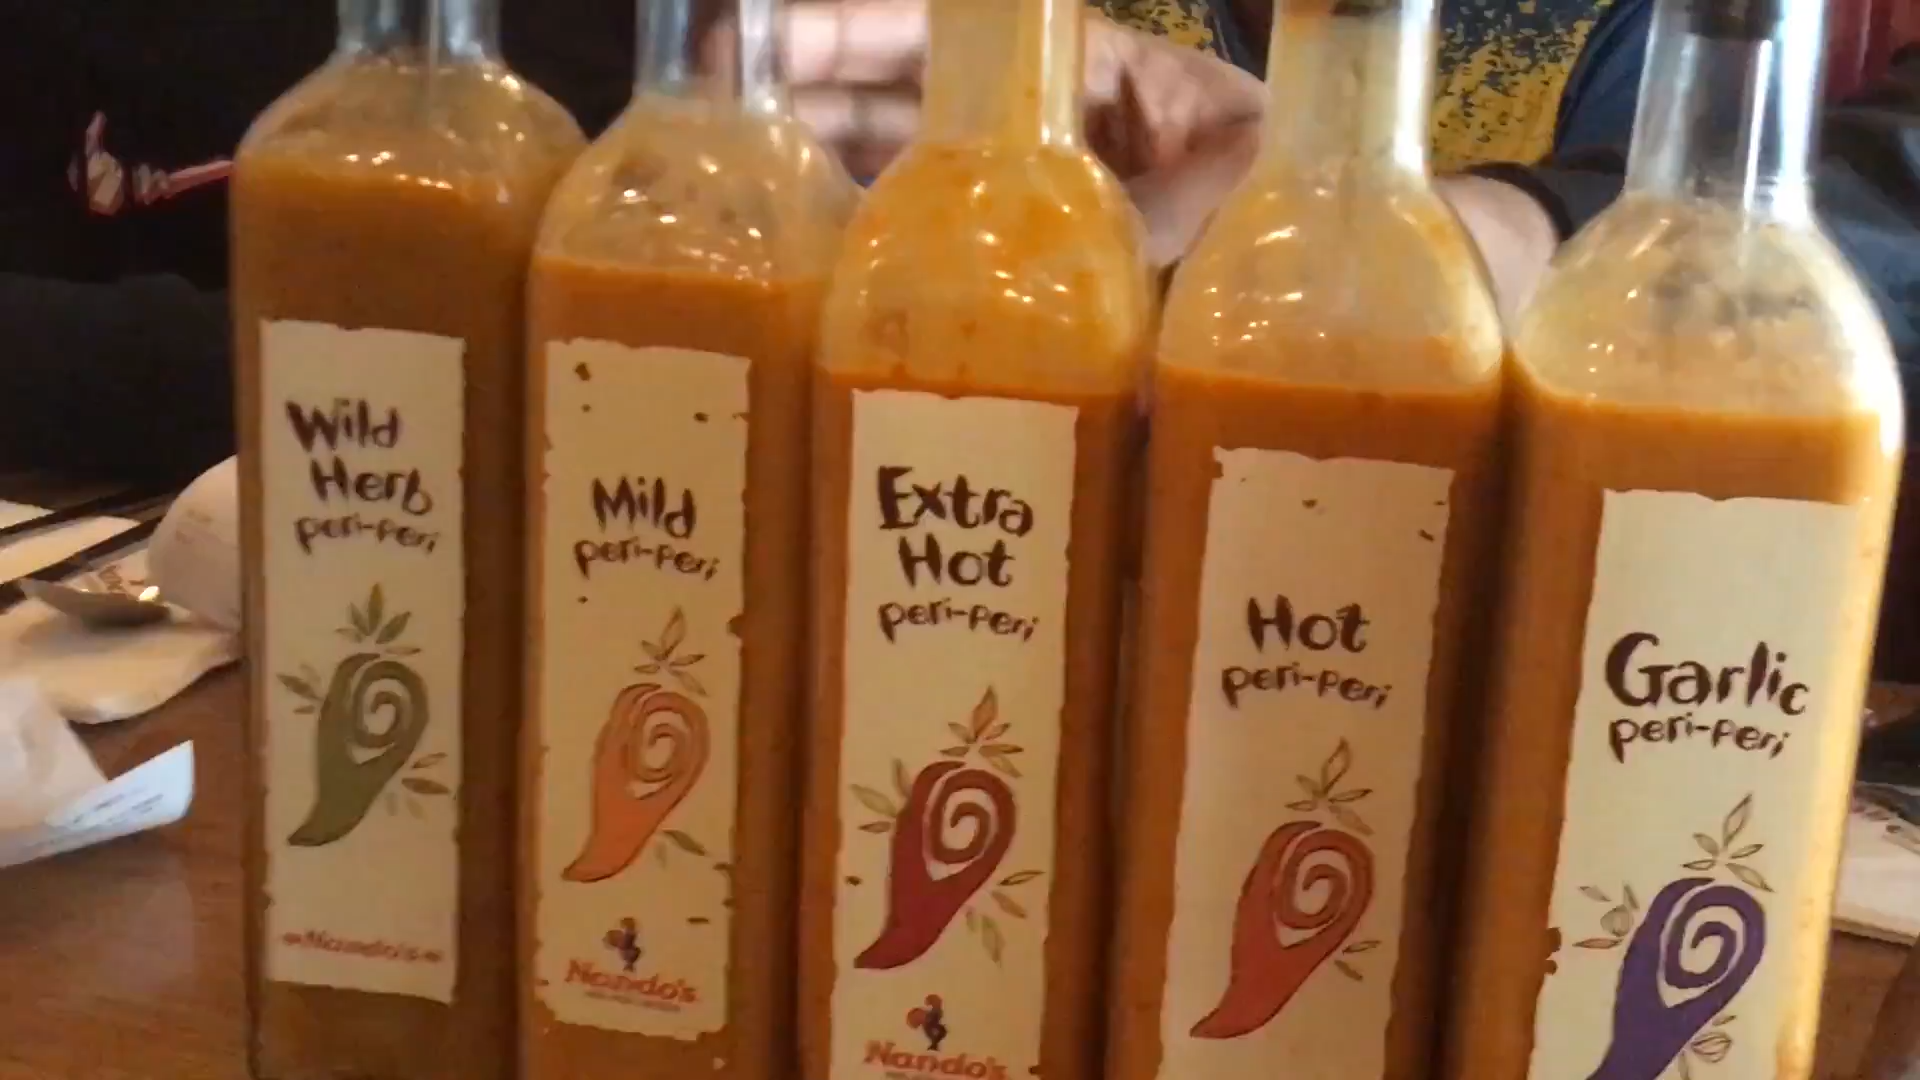 Wild
Herb
peri-peri
Nando's
Mild
peri-peri
Nando's
Extra
Hot
peri-peri
Nando's
Hot
peri-peri
Garlic
peri-peri